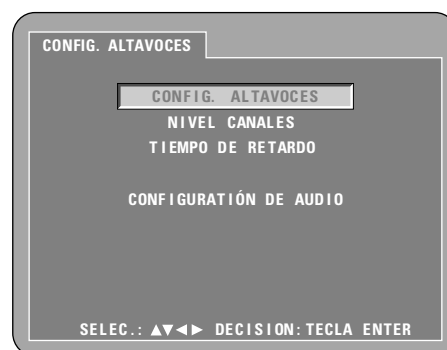 CONFIG. ALTAVOCES
CONFIG. ALTAVOCES
NIVEL CANALES
TIEMPO DE RETARDO
CONFIGURATIÓN DE AUDIO
SELEC.: ▲▼◄► DECISION: TECLA ENTER